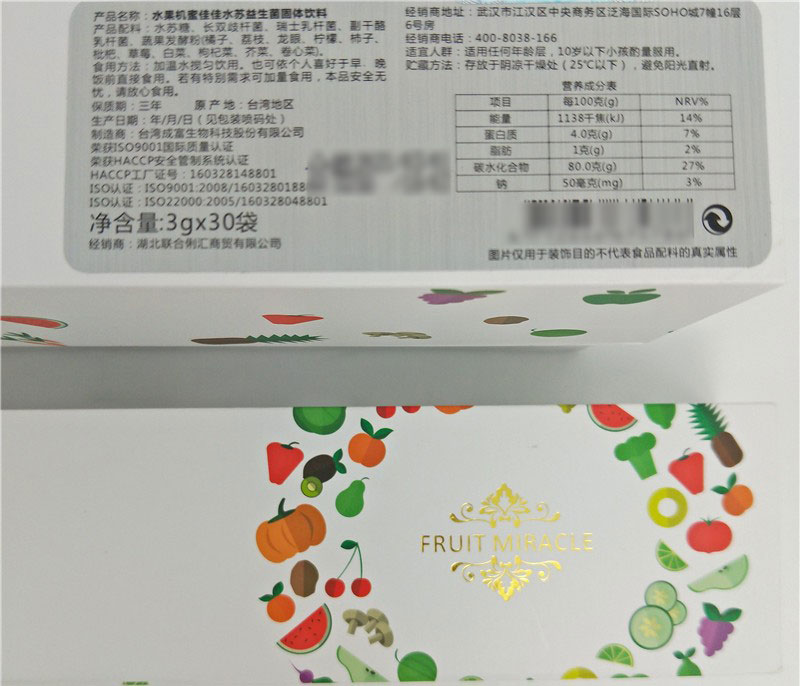 产品名称：水果机蜜佳佳水苏益生菌固体饮料
产品配料：水苏糖、长双歧杆菌、瑞士乳杆菌、副干酪
乳杆菌、蔬果发酵粉(橘子、荔枝、龙眼、柠檬、柿子、
枇杷、草莓、白菜、枸杞菜、芥菜、卷心菜)。
食用方法：加温水搅匀饮用。也可依个人喜好于早、晚
饭前直接食用。若有特别需求可加量食用，本品安全无
忧，请放心食用。
保质期：三年 原产地：台湾地区
生产日期：年/月/日（见包装喷码处）
制造商：台湾成富生物科技股份有限公司
荣获ISO9001国际质量认证
荣获HACCP安全管制系统认证
HACCP工厂证号：160328148801
ISO认证：ISO9001:2008/1603280188
ISO认证：ISO22000:2005/160328048801
净含量:3gx30袋
经销商：湖北联合俐汇商贸有限公司
经销商地址：武汉市江汉区中央商务区泛海国际SOHO城7幢16层
6号房
经销商电话：400-8038-166
适宜人群：适用任何年龄层，10岁以下小孩酌量服用。
贮藏方法：存放于阴凉干燥处（25℃以下），避免阳光直射。
营养成分表
项目 每100克(g) NRV%
能量 1138千焦(kJ) 14%
蛋白质 4.0克(g) 7%
脂肪 1克(g) 2%
碳水化合物 80.0克(g) 27%
钠 50毫克(mg) 3%
图片仅用于装饰目的不代表食品配料的真实属性
FRUIT MIRACLE